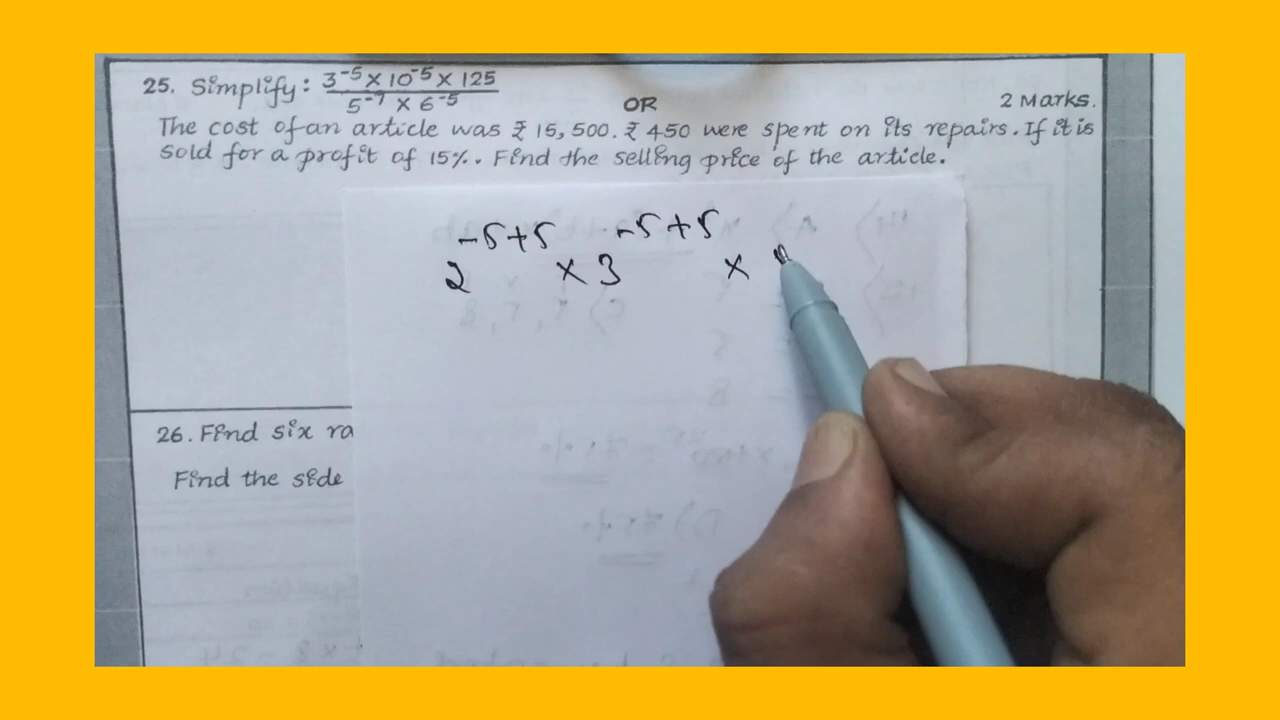 25. Simplify: 3⁻⁵ × 10⁻⁵ × 125 / 5⁻⁷ × 6⁻⁵
OR
2 Marks.
The cost of an article was ₹ 15,500. ₹ 450 were spent on its repairs. If it is
sold for a profit of 15%. Find the selling price of the article.
2⁻⁵⁺⁵ × 3⁻⁵⁺⁵ ×
26. Find six ra
Find the side